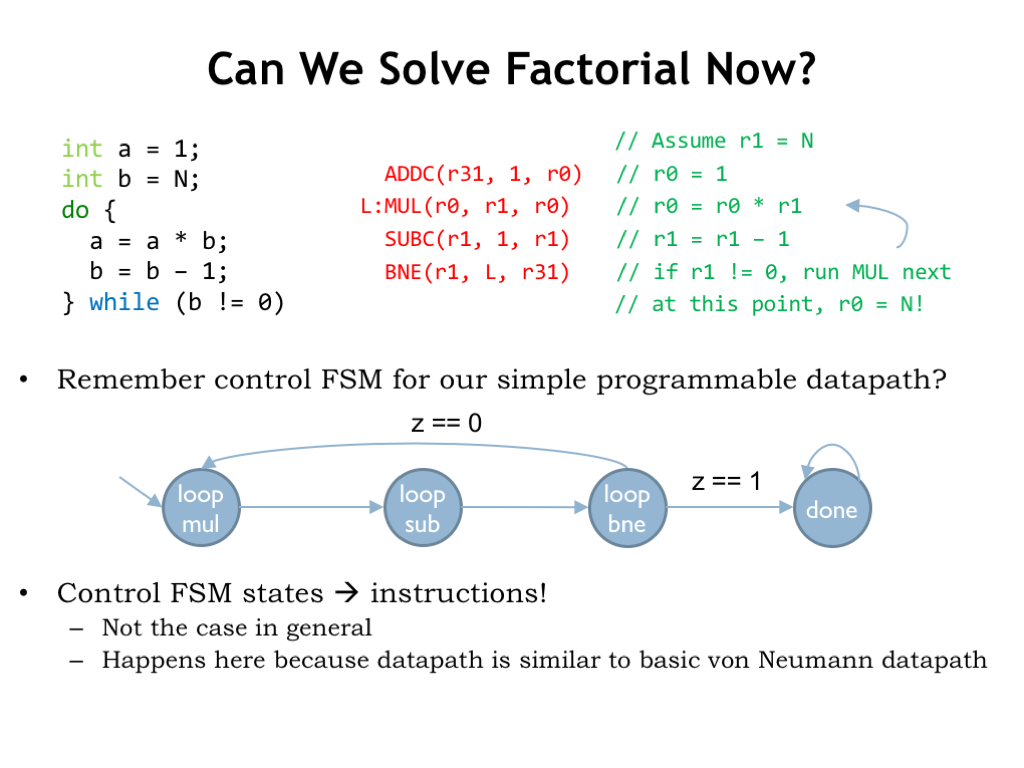 Can We Solve Factorial Now?
int a = 1;
int b = N;
do {
a = a * b;
b = b – 1;
} while (b != 0)
// Assume r1 = N
ADDC(r31, 1, r0) // r0 = 1
L:MUL(r0, r1, r0) // r0 = r0 * r1
SUBC(r1, 1, r1) // r1 = r1 – 1
BNE(r1, L, r31) // if r1 != 0, run MUL next
// at this point, r0 = N!
• Remember control FSM for our simple programmable datapath?
z == 0
z == 1
loop
mul
loop
sub
loop
bne
done
• Control FSM states → instructions!
– Not the case in general
– Happens here because datapath is similar to basic von Neumann datapath